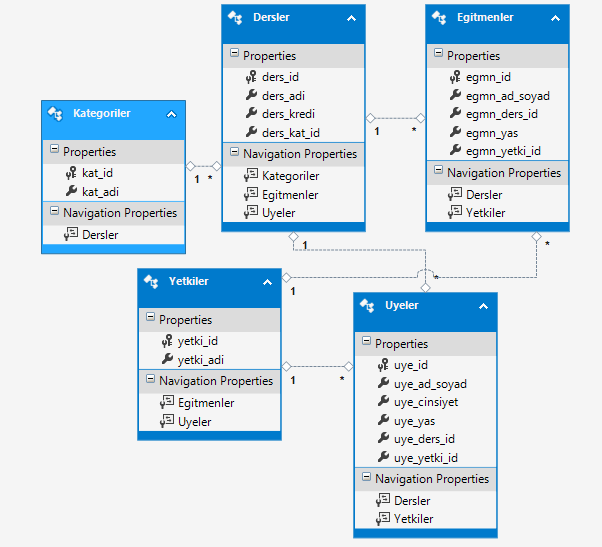 Dersler
Properties
ders_id
ders_adi
ders_kredi
ders_kat_id
Navigation Properties
Kategoriler
Egitmenler
Uyeler
Egitmenler
Properties
egmn_id
egmn_ad_soyad
egmn_ders_id
egmn_yas
egmn_yetki_id
Navigation Properties
Dersler
Yetkiler
Kategoriler
Properties
kat_id
kat_adi
Navigation Properties
Dersler
1 *
1 *
1 *
1 *
Yetkiler
Properties
yetki_id
yetki_adi
Navigation Properties
Egitmenler
Uyeler
1 *
Uyeler
Properties
uye_id
uye_ad_soyad
uye_cinsiyet
uye_yas
uye_ders_id
uye_yetki_id
Navigation Properties
Dersler
Yetkiler